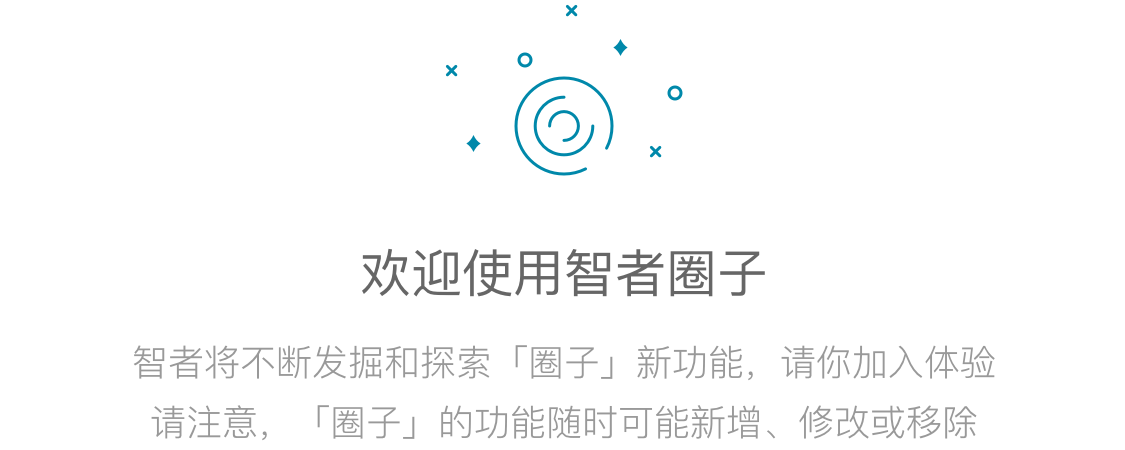 欢迎使用智者圈子
智者将不断发掘和探索「圈子」新功能，请你加入体验
请注意，「圈子」的功能随时可能新增、修改或移除